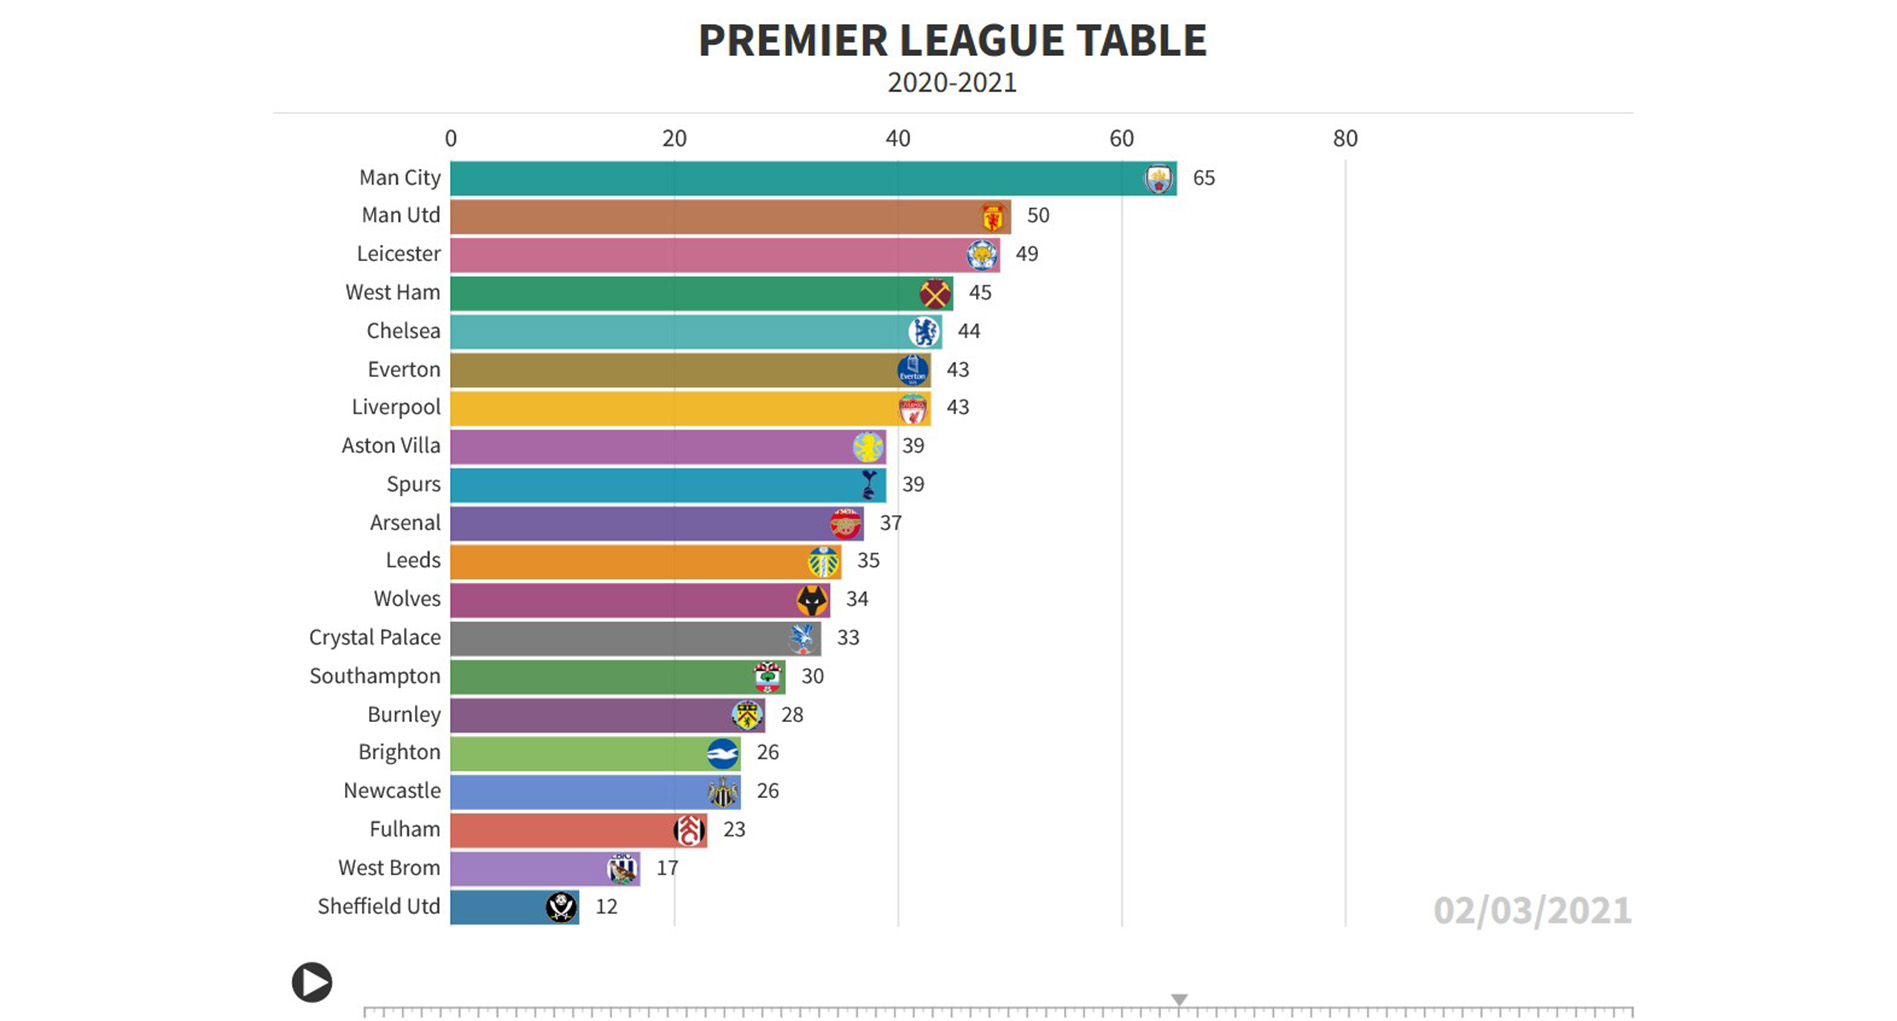 PREMIER LEAGUE TABLE
2020-2021
0 20 40 60 80
Man City 65
Man Utd 50
Leicester 49
West Ham 45
Chelsea 44
Everton Everton 43
Liverpool 43
Aston Villa 39
Spurs 39
Arsenal 37
Leeds 35
Wolves 34
Crystal Palace 33
Southampton 30
Burnley 28
Brighton 26
Newcastle 26
Fulham 23
West Brom 17
Sheffield Utd 12
02/03/2021